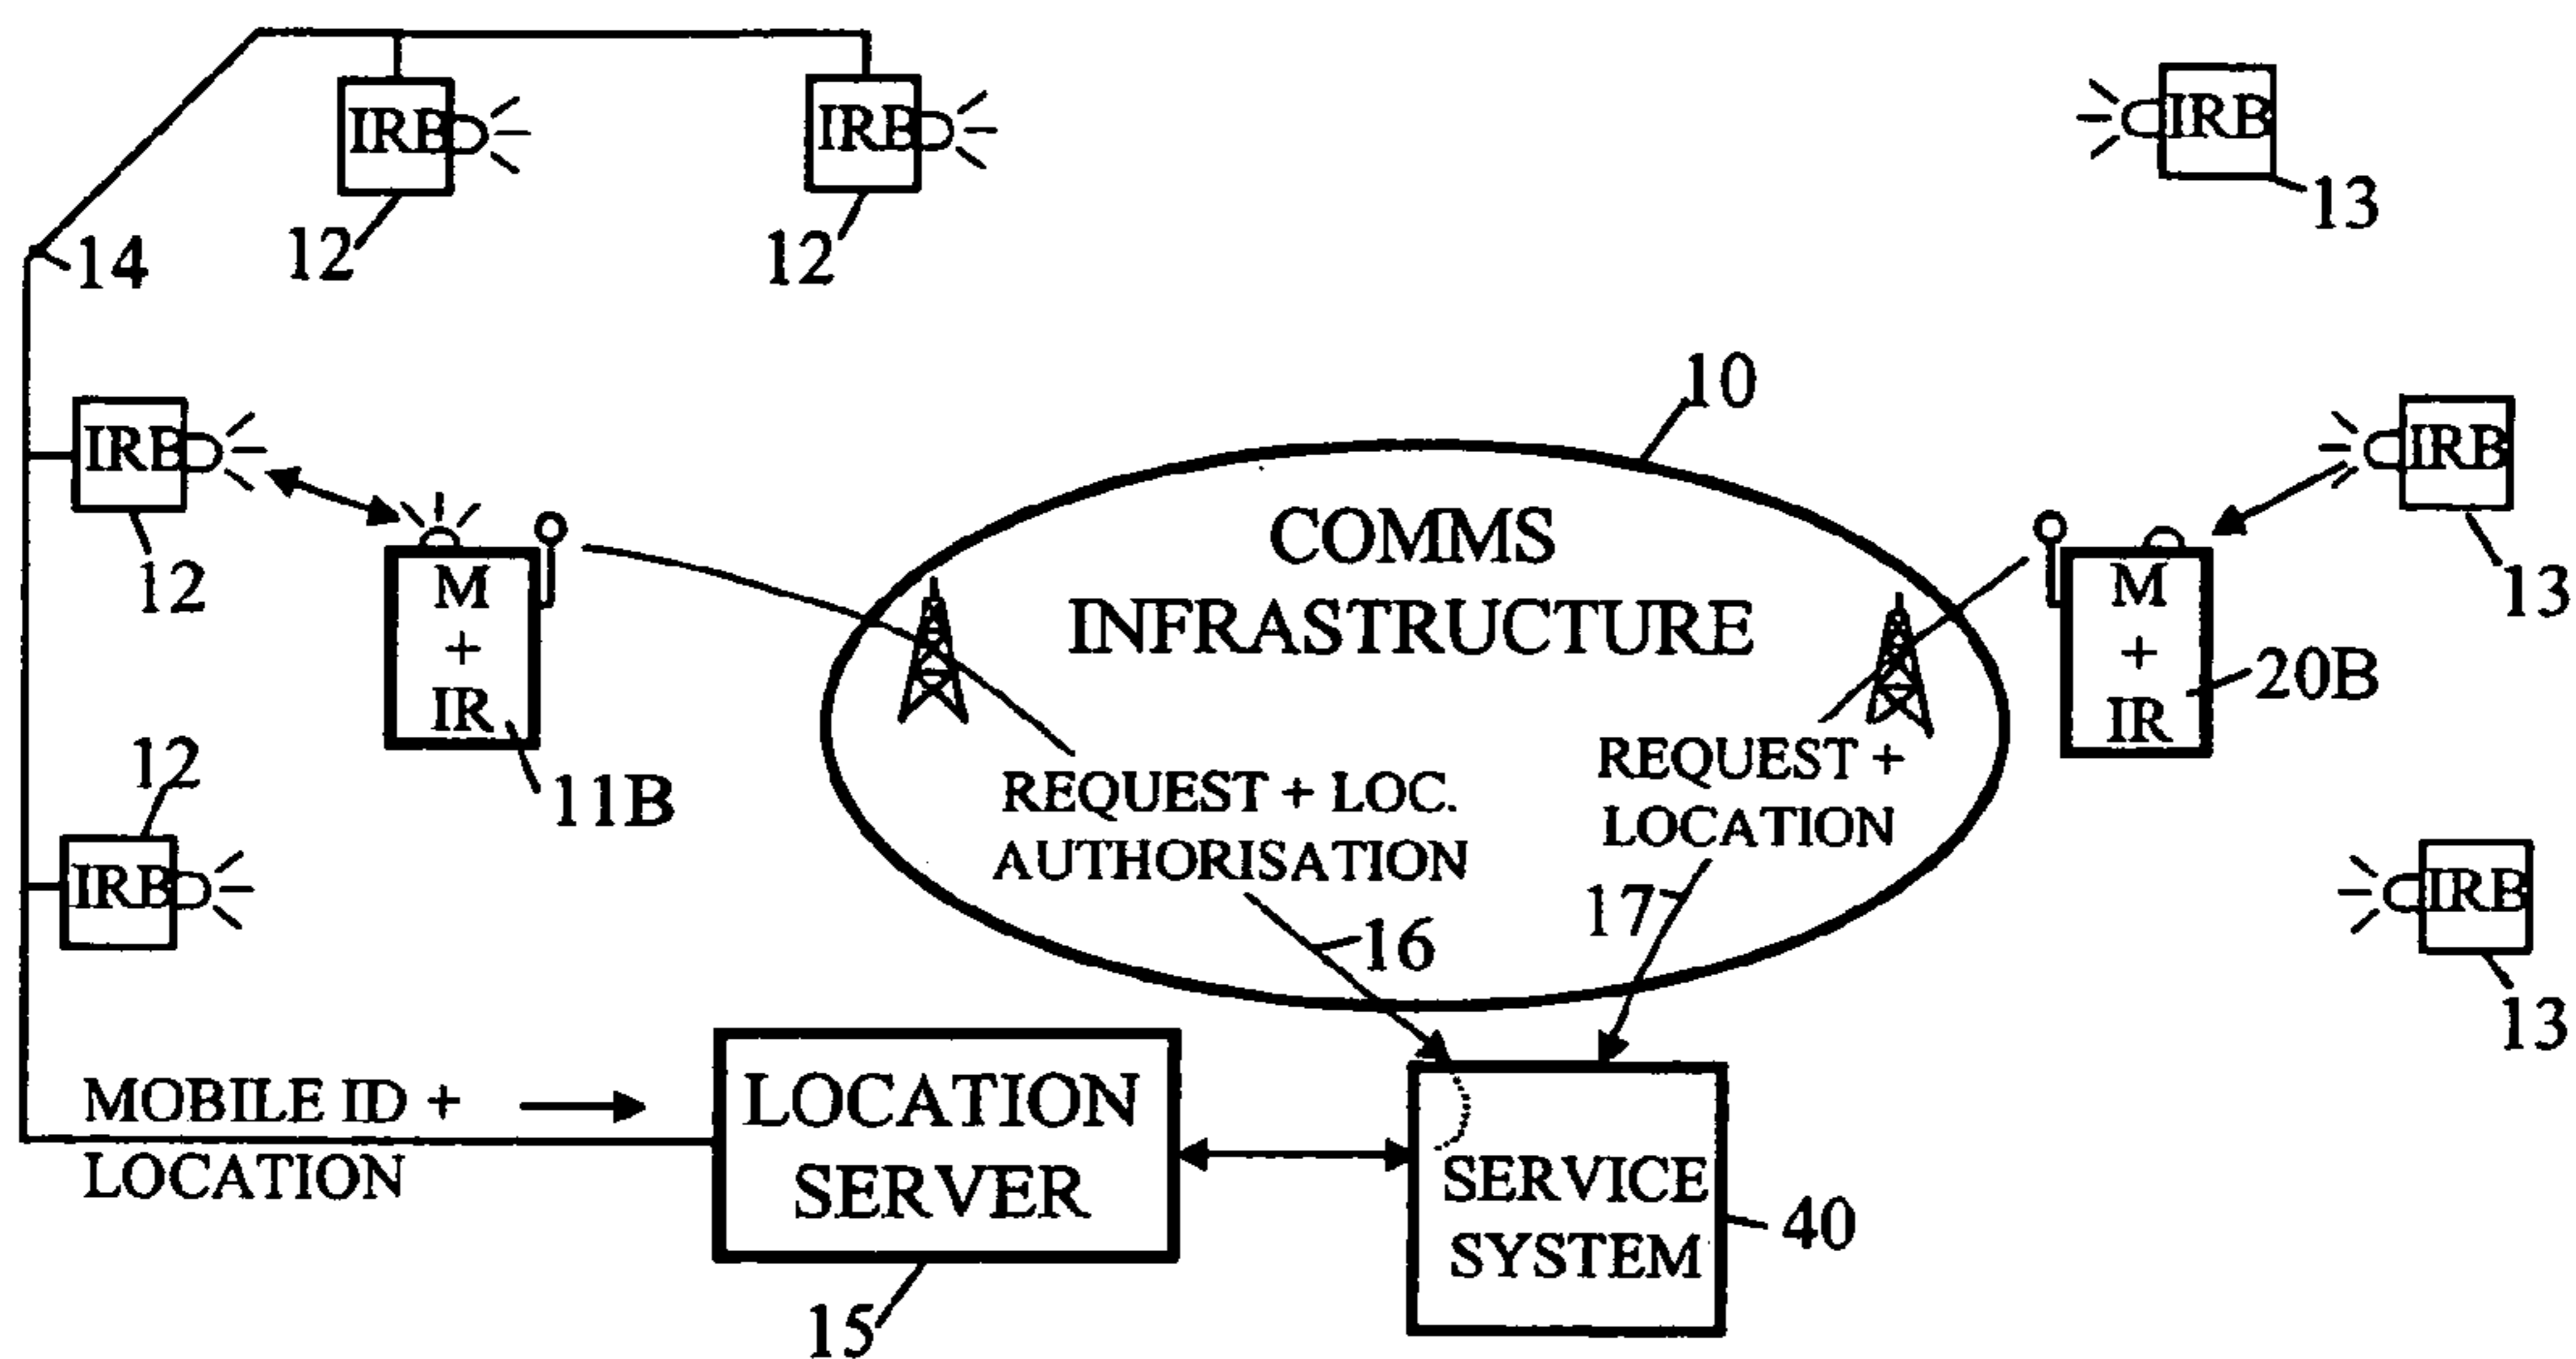 IRB
IRB
IRB
13
14
12
12
10
IRB
IRB
COMMS
INFRASTRUCTURE
M
+
IR
M
+
IR
12
13
20B
12
11B
REQUEST + LOC.
AUTHORISATION
REQUEST +
LOCATION
IRB
IRB
16
17
13
MOBILE ID +
LOCATION
LOCATION
SERVER
SERVICE
SYSTEM
40
15